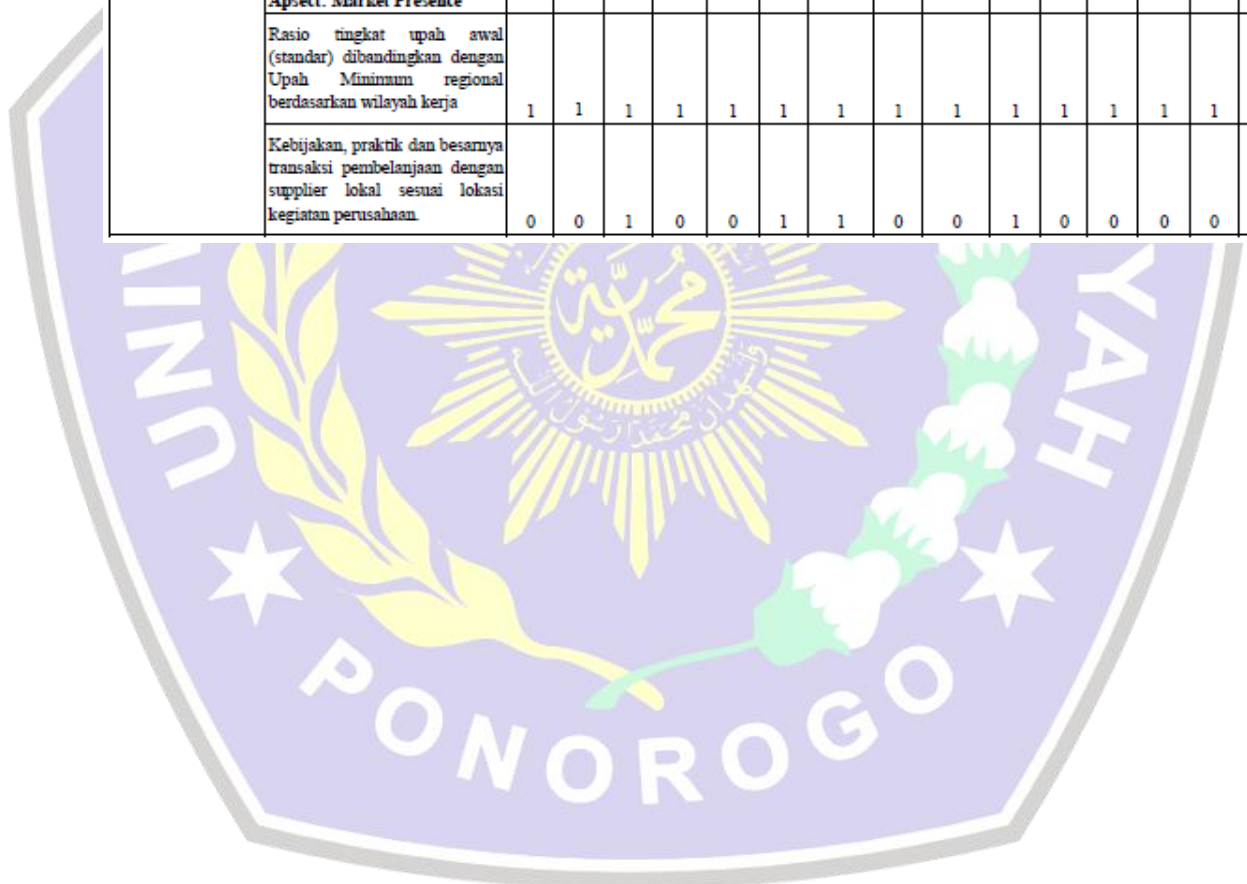 Apsect: Market Presence
Rasio tingkat upah awal
(standar) dibandingkan dengan
Upah Minimum regional
berdasarkan wilayah kerja 1 1 1 1 1 1 1 1 1 1 1 1 1 1
Kebijakan, praktik dan besarnya
transaksi pembelanjaan dengan
supplier lokal sesuai lokasi
kegiatan perusahaan. 0 0 1 0 0 1 1 0 0 1 0 0 0 0
UNI
YAH
محمدية
PONOROGO